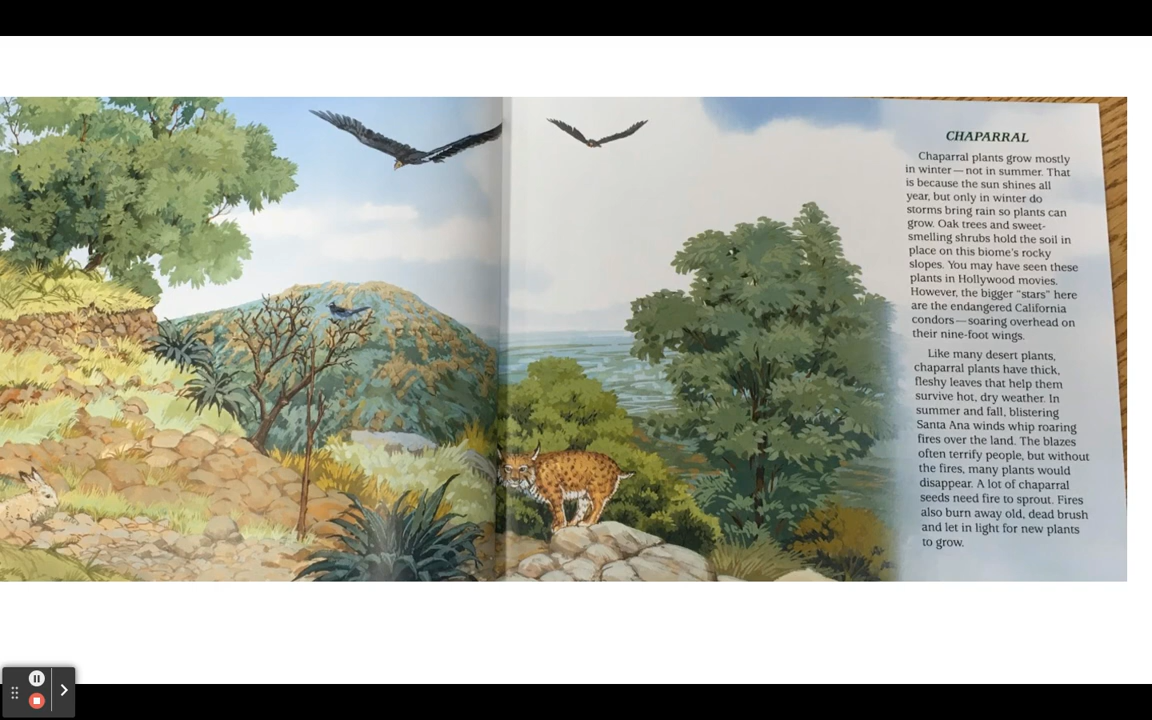 CHAPARRAL
Chaparral plants grow mostly
in winter—not in summer. That
is because the sun shines all
year, but only in winter do
storms bring rain so plants can
grow. Oak trees and sweet-
smelling shrubs hold the soil in
place on this biome's rocky
slopes. You may have seen these
plants in Hollywood movies.
However, the bigger “stars” here
are the endangered California
condors—soaring overhead on
their nine-foot wings.
Like many desert plants,
chaparral plants have thick,
fleshy leaves that help them
survive hot, dry weather. In
summer and fall, blistering
Santa Ana winds whip roaring
fires over the land. The blazes
often terrify people, but without
the fires, many plants would
disappear. A lot of chaparral
seeds need fire to sprout. Fires
also burn away old, dead brush
and let in light for new plants
to grow.